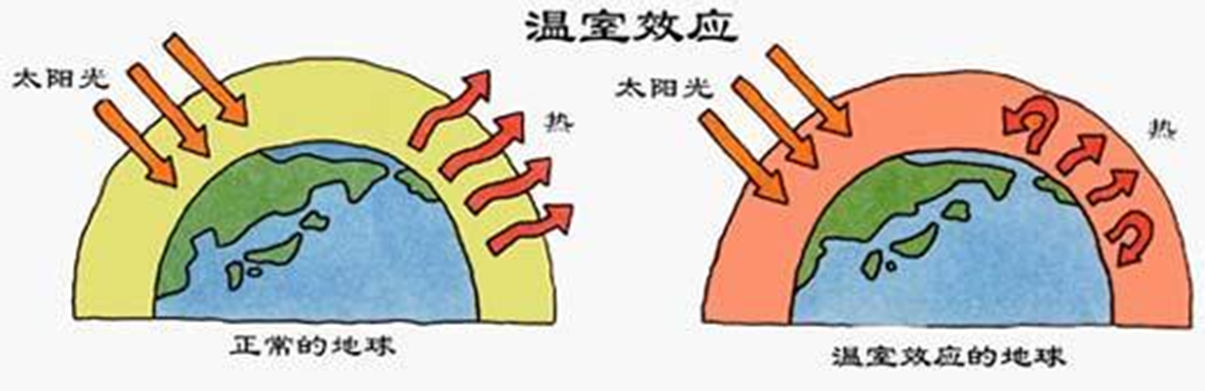 温室效应
太阳光
热
正常的地球
太阳光
热
温室效应的地球